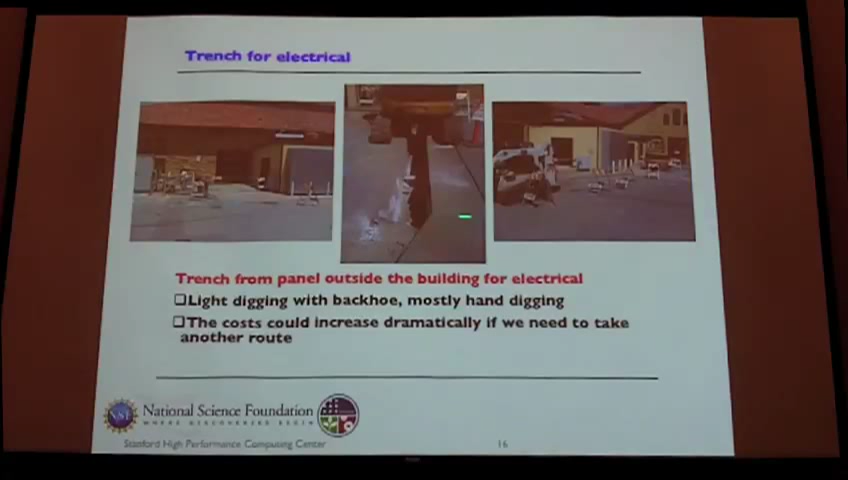 Trench for electrical
Trench from panel outside the building for electrical
❑Light digging with backhoe, mostly hand digging
❑The costs could increase dramatically if we need to take
another route
NSF
National Science Foundation
WHERE DISCOVERIES BEGIN
Stanford High Performance Computing Center
16